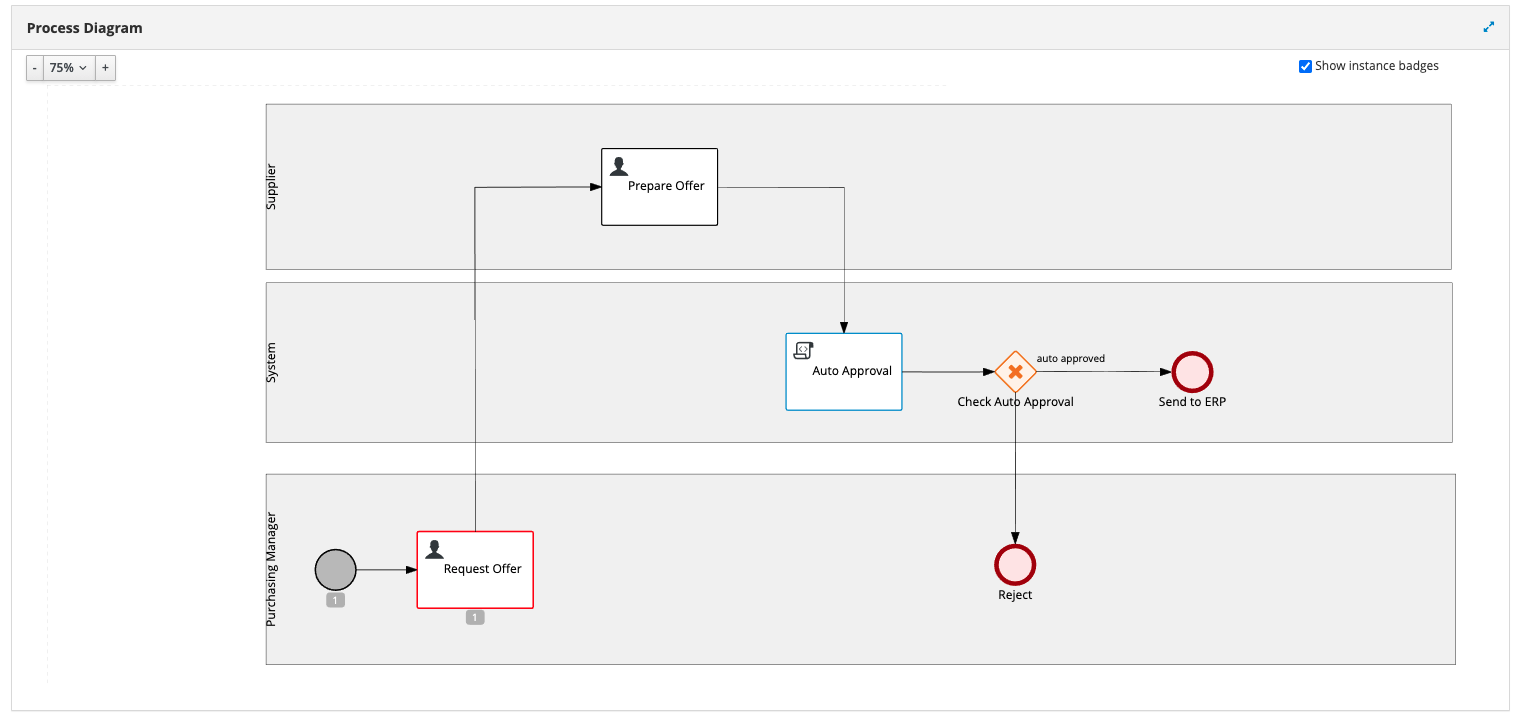 Process Diagram
- 75% +
Show instance badges
Supplier
Prepare Offer
System
Auto Approval
auto approved
Check Auto Approval
Send to ERP
Purchasing Manager
Request Offer
1
1
Reject